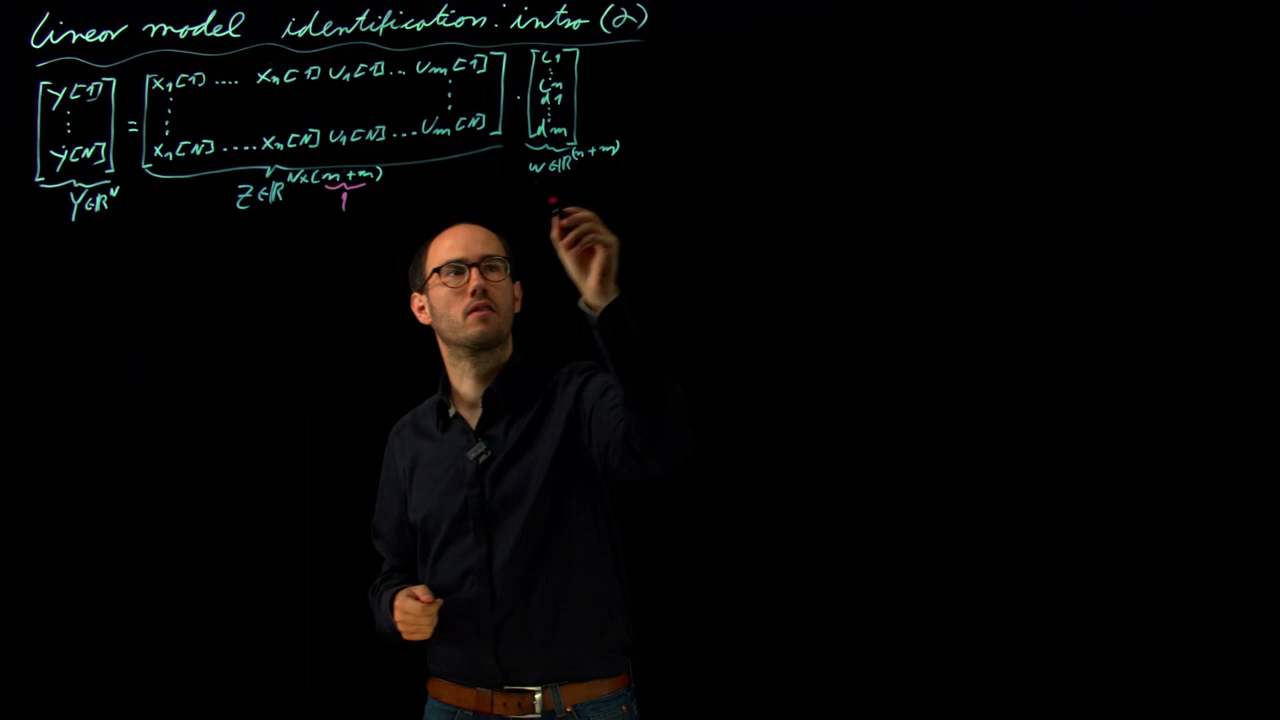 linear model identification: intro (2)
[y[1] ⋮ y[N]] = [x₁[1] .... xₙ[1] u₁[1] ... uₘ[1] ⋮ ⋮ x₁[N] ..... xₙ[N] u₁[N] .... uₘ[N]] · [c₁ ⋮ cₙ d₁ ⋮ dₘ]
Y∈ℝᴺ Z∈ℝ^N×(n+m) w∈ℝ^(n+m)